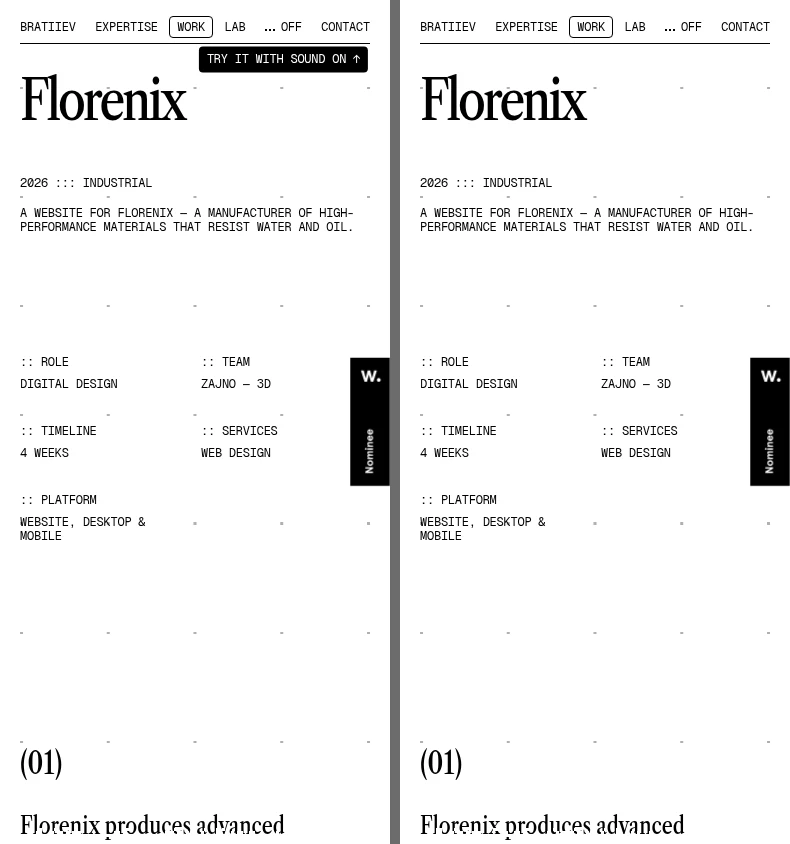 BRATIIEV EXPERTISE WORK LAB ... OFF CONTACT
TRY IT WITH SOUND ON ↑
Florenix
2026 ::: INDUSTRIAL
A WEBSITE FOR FLORENIX — A MANUFACTURER OF HIGH-
PERFORMANCE MATERIALS THAT RESIST WATER AND OIL.
:: ROLE
DIGITAL DESIGN
:: TEAM
ZAJNO — 3D
:: TIMELINE
4 WEEKS
:: SERVICES
WEB DESIGN
:: PLATFORM
WEBSITE, DESKTOP &
MOBILE
W.
Nominee
(01)
Florenix produces advanced
BRATIIEV EXPERTISE WORK LAB ... OFF CONTACT
Florenix
2026 ::: INDUSTRIAL
A WEBSITE FOR FLORENIX — A MANUFACTURER OF HIGH-
PERFORMANCE MATERIALS THAT RESIST WATER AND OIL.
:: ROLE
DIGITAL DESIGN
:: TEAM
ZAJNO — 3D
:: TIMELINE
4 WEEKS
:: SERVICES
WEB DESIGN
:: PLATFORM
WEBSITE, DESKTOP &
MOBILE
W.
Nominee
(01)
Florenix produces advanced